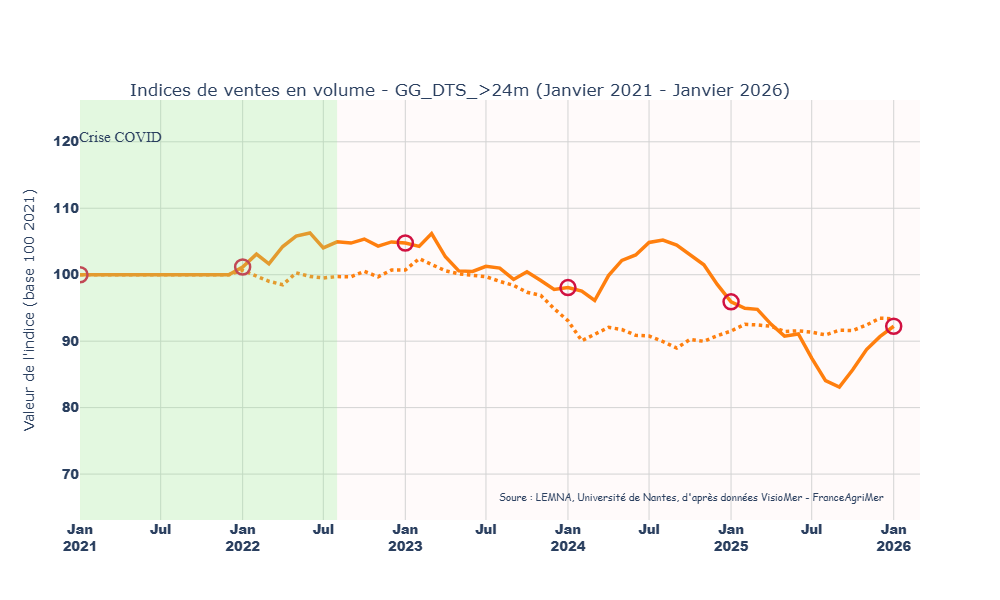 Indices de ventes en volume - GG_DTS_>24m (Janvier 2021 - Janvier 2026)
Crise COVID
Valeur de l'indice (base 100 2021)
120
110
100
90
80
70
Soure : LEMNA, Université de Nantes, d'après données VisioMer - FranceAgriMer
Jan Jul Jan Jul Jan Jul Jan Jul Jan Jul Jan
2021 2022 2023 2024 2025 2026